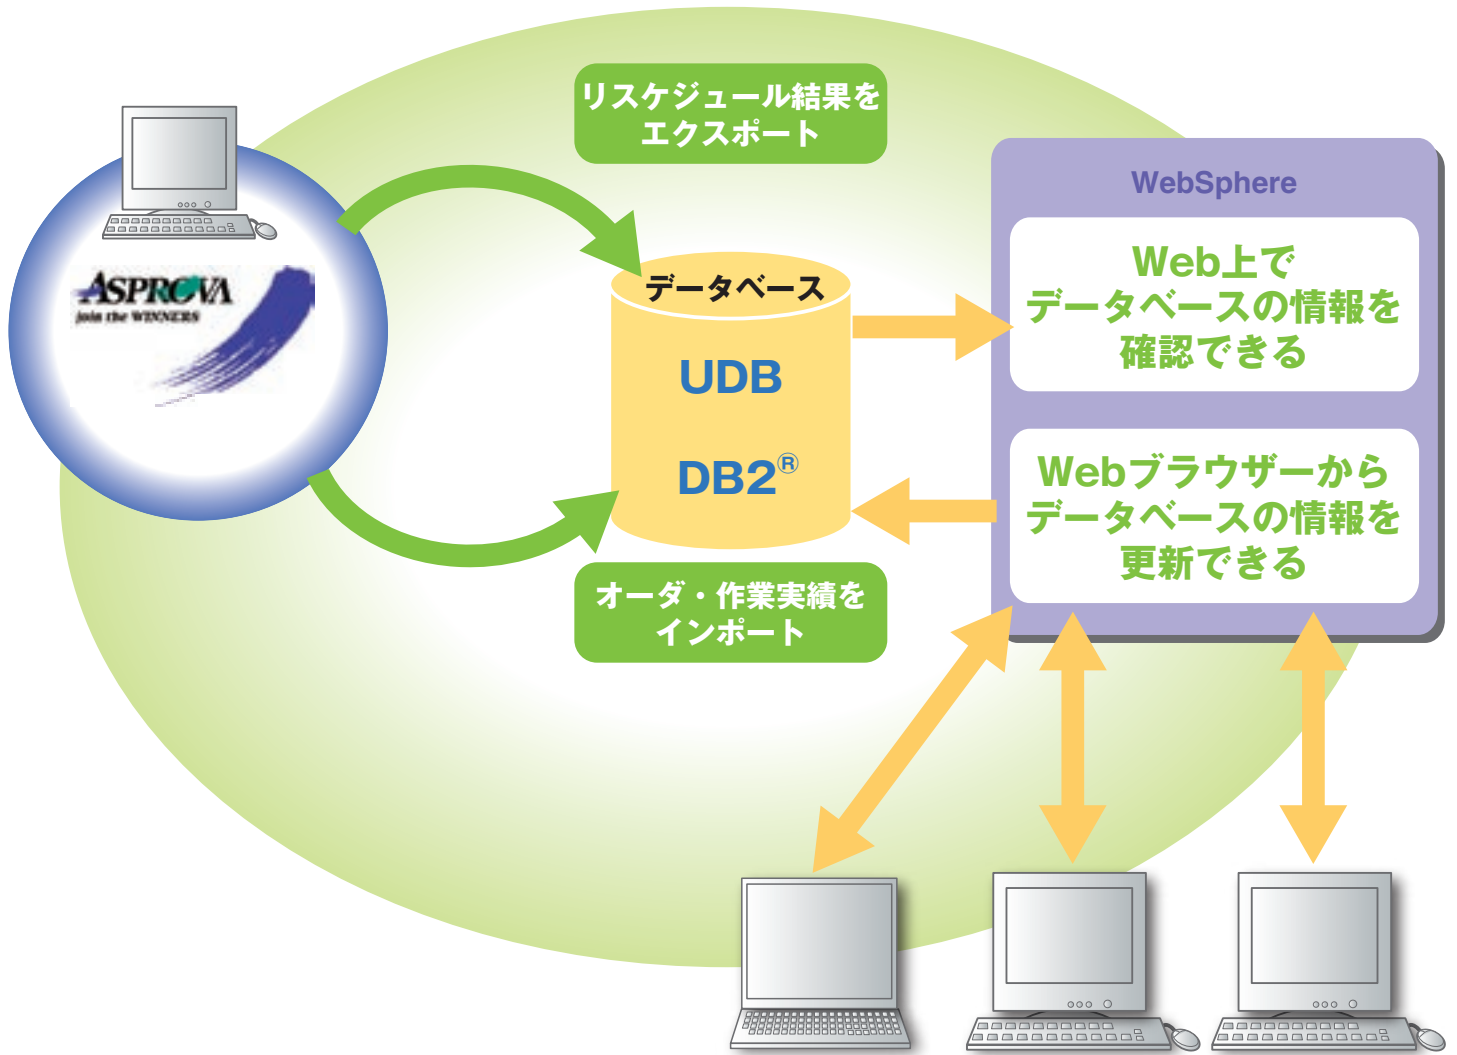 リスケジュール結果を
エクスポート
WebSphere
Web上で
データベースの情報を
確認できる
ASPROVA
join the WINNERS
データベース
UDB
DB2®
Webブラウザーから
データベースの情報を
更新できる
オーダ・作業実績を
インポート